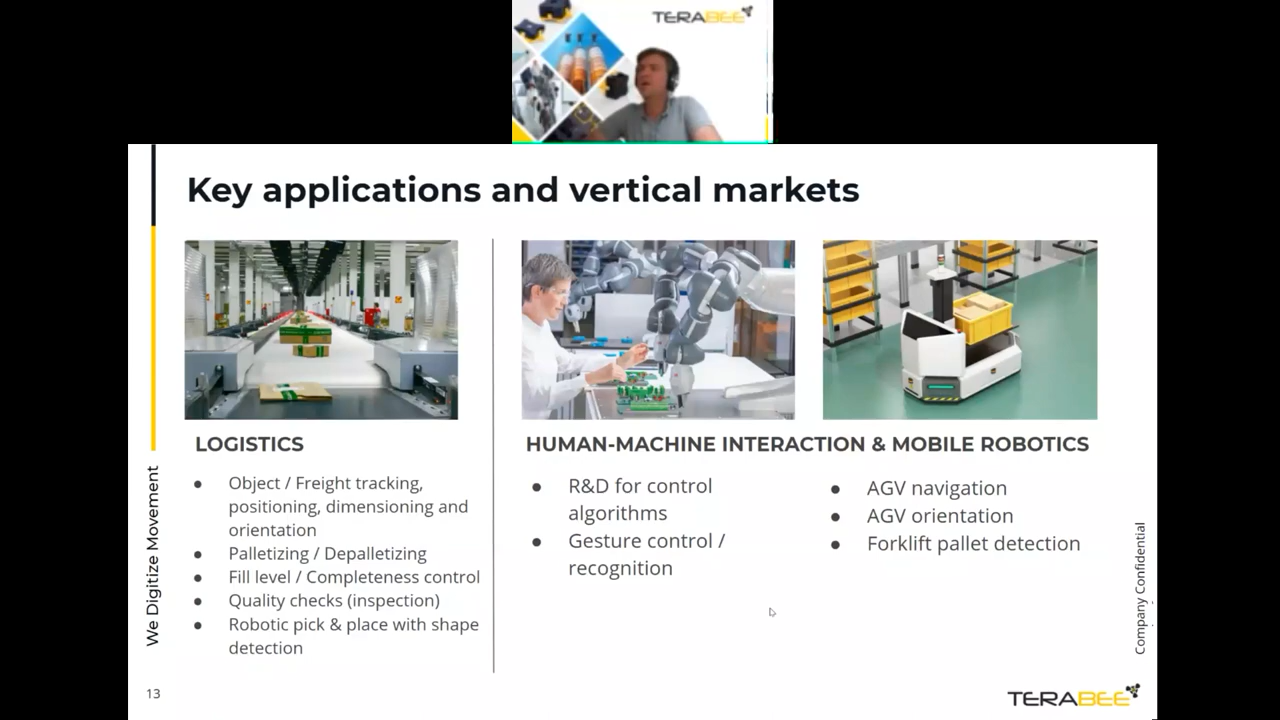 TERABEE
Key applications and vertical markets
LOGISTICS
● Object / Freight tracking,
positioning, dimensioning and
orientation
● Palletizing / Depalletizing
● Fill level / Completeness control
● Quality checks (inspection)
● Robotic pick & place with shape
detection
HUMAN-MACHINE INTERACTION & MOBILE ROBOTICS
● R&D for control
algorithms
● Gesture control /
recognition
● AGV navigation
● AGV orientation
● Forklift pallet detection
We Digitize Movement
Company Confidential
13
TERABEE